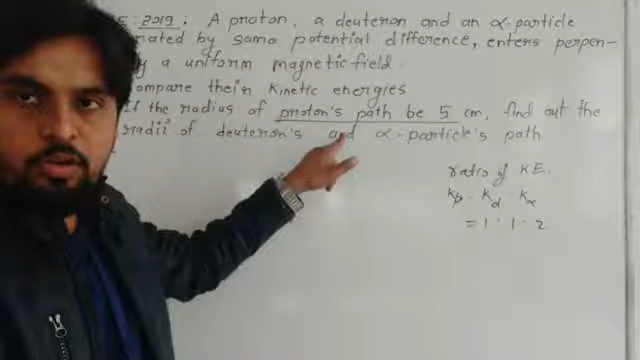 E 2019 : A proton, a deuteron and an α-particle
rated by same potential difference, enters perpen-
y a uniform magnetic field.
ompare their kinetic energies
If the radius of proton's path be 5 cm, find out the
radii of deuteron's and α-particle's path
ratio of KE.
Kp : Kd : Kα
= 1 : 1 : 2